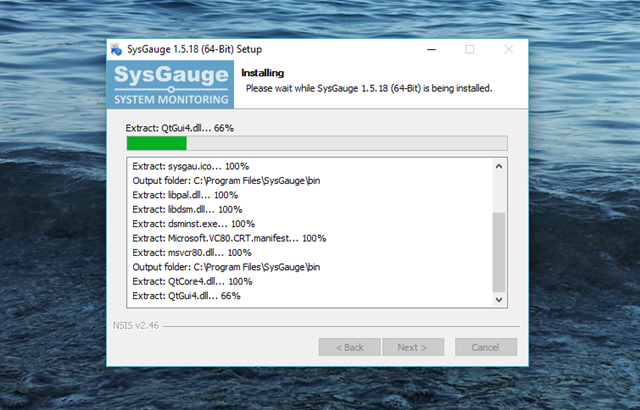 SysGauge 1.5.18 (64-Bit) Setup
SysGauge
SYSTEM MONITORING
Installing
Please wait while SysGauge 1.5.18 (64-Bit) is being installed.
Extract: QtGui4.dll... 66%
Extract: sysgau.ico... 100%
Output folder: C:\Program Files\SysGauge\bin
Extract: libpal.dll... 100%
Extract: libdsm.dll... 100%
Extract: dsminst.exe... 100%
Extract: Microsoft.VC80.CRT.manifest... 100%
Extract: msvcr80.dll... 100%
Output folder: C:\Program Files\SysGauge\bin
Extract: QtCore4.dll... 100%
Extract: QtGui4.dll... 66%
NSIS v2.46
< Back Next > Cancel